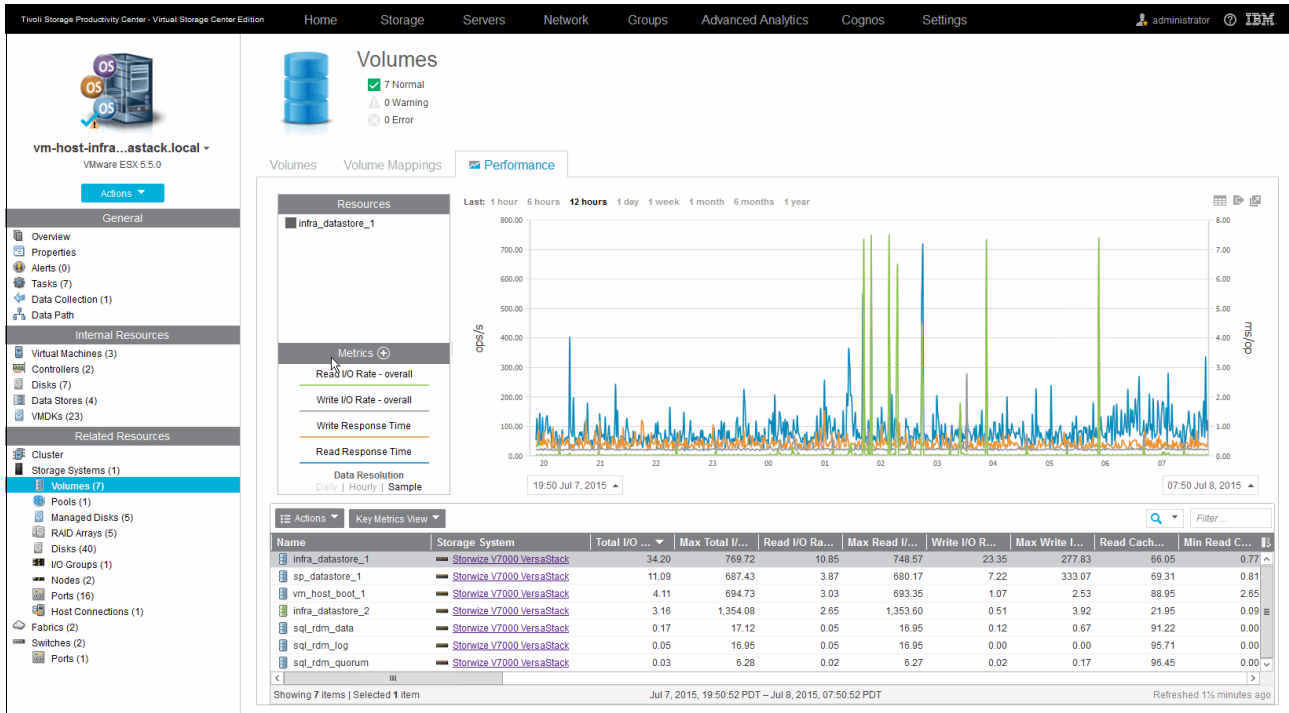 Tivoli Storage Productivity Center - Virtual Storage Center Edition
Home Storage Servers Network Groups Advanced Analytics Cognos Settings
administrator IBM.
OS
OS
OS
vm-host-infra...astack.local
VMware ESX 5.5.0
Actions
General
Overview
Properties
Alerts (0)
Tasks (7)
Data Collection (1)
Data Path
Internal Resources
Virtual Machines (3)
Controllers (2)
Disks (7)
Data Stores (4)
VMDKs (23)
Related Resources
Cluster
Storage Systems (1)
Volumes (7)
Pools (1)
Managed Disks (5)
RAID Arrays (5)
Disks (40)
I/O Groups (1)
Nodes (2)
Ports (16)
Host Connections (1)
Fabrics (2)
Switches (2)
Ports (1)
Volumes
7 Normal
0 Warning
0 Error
Volumes Volume Mappings Performance
Resources
infra_datastore_1
Metrics
Read I/O Rate - overall
Write I/O Rate - overall
Write Response Time
Read Response Time
Data Resolution
Daily | Hourly | Sample
Last: 1 hour 6 hours 12 hours 1 day 1 week 1 month 6 months 1 year
800.00 8.00
700.00 7.00
600.00 6.00
500.00 5.00
400.00 4.00
300.00 3.00
200.00 2.00
100.00 1.00
0.00 0.00
ops/s
ms/op
20 21 22 23 00 01 02 03 04 05 06 07
19:50 Jul 7, 2015 07:50 Jul 8, 2015
Actions Key Metrics View Filter...
Name Storage System Total I/O ... Max Total I/... Read I/O Ra... Max Read I/... Write I/O R... Max Write I... Read Cach... Min Read C...
infra_datastore_1 Storwize V7000 VersaStack 34.20 769.72 10.85 748.57 23.35 277.83 66.05 0.77
sp_datastore_1 Storwize V7000 VersaStack 11.09 687.43 3.87 680.17 7.22 333.07 69.31 0.81
vm_host_boot_1 Storwize V7000 VersaStack 4.11 694.73 3.03 693.35 1.07 2.53 88.95 2.65
infra_datastore_2 Storwize V7000 VersaStack 3.16 1,354.08 2.65 1,353.60 0.51 3.92 21.95 0.09
sql_rdm_data Storwize V7000 VersaStack 0.17 17.12 0.05 16.95 0.12 0.67 91.22 0.00
sql_rdm_log Storwize V7000 VersaStack 0.05 16.95 0.05 16.95 0.00 0.00 95.71 0.00
sql_rdm_quorum Storwize V7000 VersaStack 0.03 6.28 0.02 6.27 0.02 0.17 96.45 0.00
Showing 7 items | Selected 1 item Jul 7, 2015, 19:50:52 PDT – Jul 8, 2015, 07:50:52 PDT Refreshed 1½ minutes ago